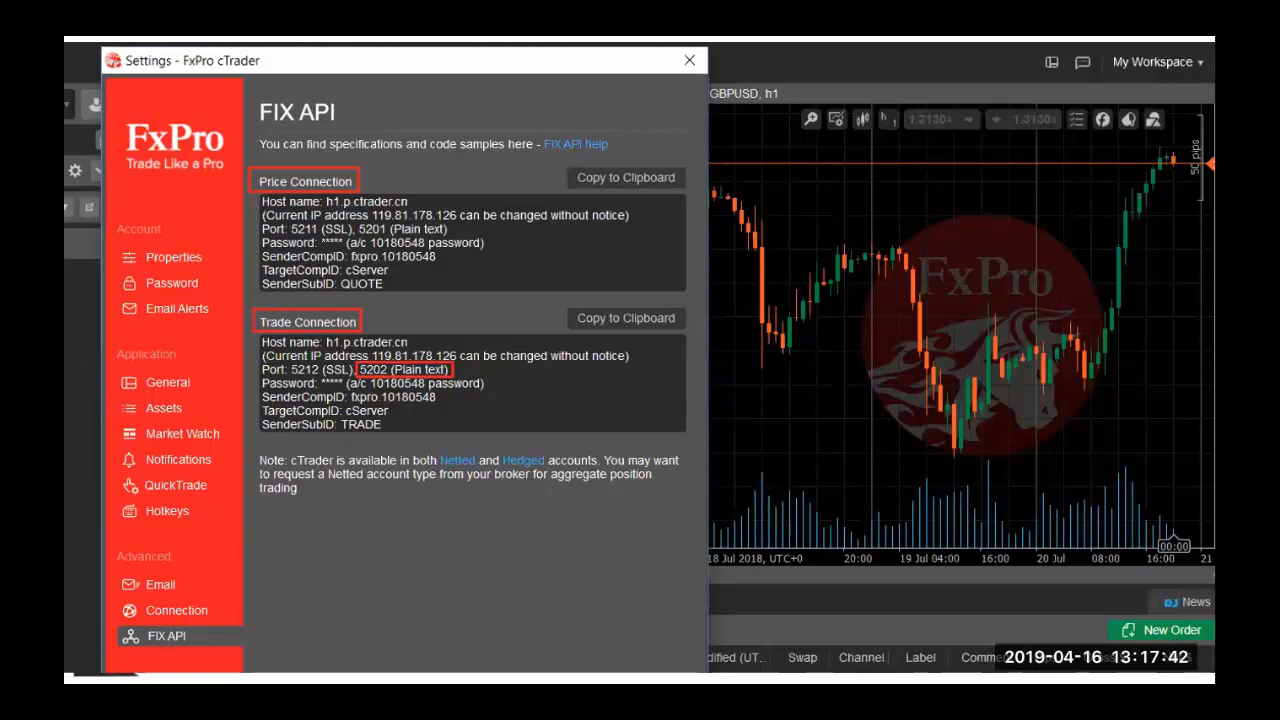 Settings - FxPro cTrader
My Workspace
FxPro
Trade Like a Pro
Account
Properties
Password
Email Alerts
Application
General
Assets
Market Watch
Notifications
QuickTrade
Hotkeys
Advanced
Email
Connection
FIX API
FIX API
You can find specifications and code samples here - FIX API help
Price Connection
Copy to Clipboard
Host name: h1.p.ctrader.cn
(Current IP address 119.81.178.126 can be changed without notice)
Port: 5211 (SSL), 5201 (Plain text)
Password: ***** (a/c 10180548 password)
SenderCompID: fxpro.10180548
TargetCompID: cServer
SenderSubID: QUOTE
Trade Connection
Copy to Clipboard
Host name: h1.p.ctrader.cn
(Current IP address 119.81.178.126 can be changed without notice)
Port: 5212 (SSL), 5202 (Plain text)
Password: ***** (a/c 10180548 password)
SenderCompID: fxpro.10180548
TargetCompID: cServer
SenderSubID: TRADE
Note: cTrader is available in both Netted and Hedged accounts. You may want
to request a Netted account type from your broker for aggregate position
trading
GBPUSD, h1
h 1
50 pips
FxPro
00:00
18 Jul 2018, UTC+0 20:00 19 Jul 04:00 16:00 20 Jul 08:00 16:00 21
News
New Order
Swap Channel Label
2019-04-16 13:17:42